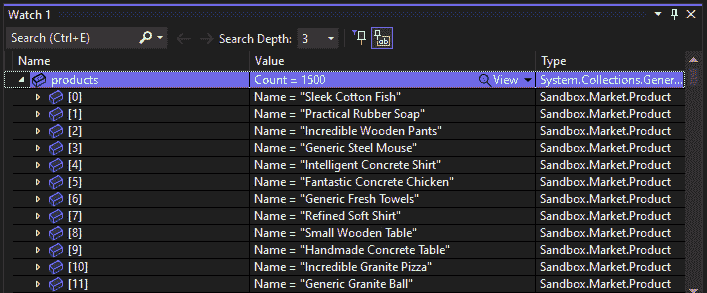 Watch 1
Search (Ctrl+E) Search Depth: 3
Name Value Type
products Count = 1500 View System.Collections.Gener...
[0] Name = "Sleek Cotton Fish" Sandbox.Market.Product
[1] Name = "Practical Rubber Soap" Sandbox.Market.Product
[2] Name = "Incredible Wooden Pants" Sandbox.Market.Product
[3] Name = "Generic Steel Mouse" Sandbox.Market.Product
[4] Name = "Intelligent Concrete Shirt" Sandbox.Market.Product
[5] Name = "Fantastic Concrete Chicken" Sandbox.Market.Product
[6] Name = "Generic Fresh Towels" Sandbox.Market.Product
[7] Name = "Refined Soft Shirt" Sandbox.Market.Product
[8] Name = "Small Wooden Table" Sandbox.Market.Product
[9] Name = "Handmade Concrete Table" Sandbox.Market.Product
[10] Name = "Incredible Granite Pizza" Sandbox.Market.Product
[11] Name = "Generic Granite Ball" Sandbox.Market.Product